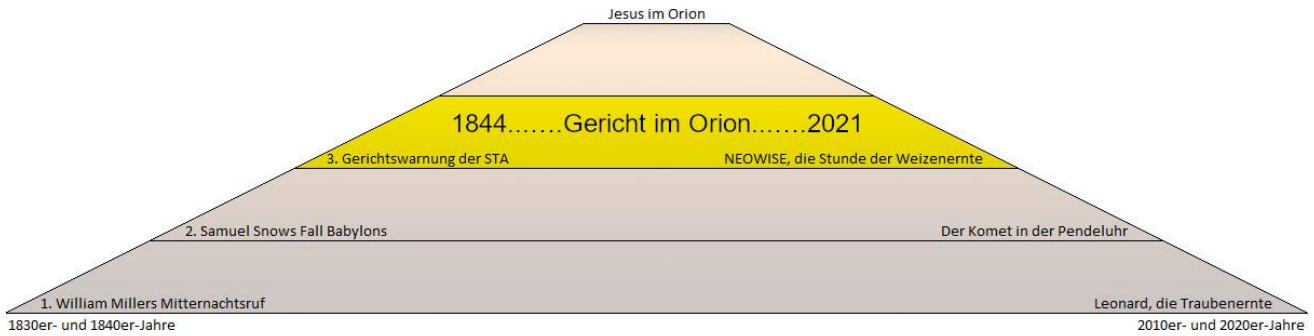 Jesus im Orion
1844.......Gericht im Orion.......2021
3. Gerichtswarnung der STA NEOWISE, die Stunde der Weizenernte
2. Samuel Snows Fall Babylons Der Komet in der Pendeluhr
1. William Millers Mitternachtsruf Leonard, die Traubenernte
1830er- und 1840er-Jahre 2010er- und 2020er-Jahre